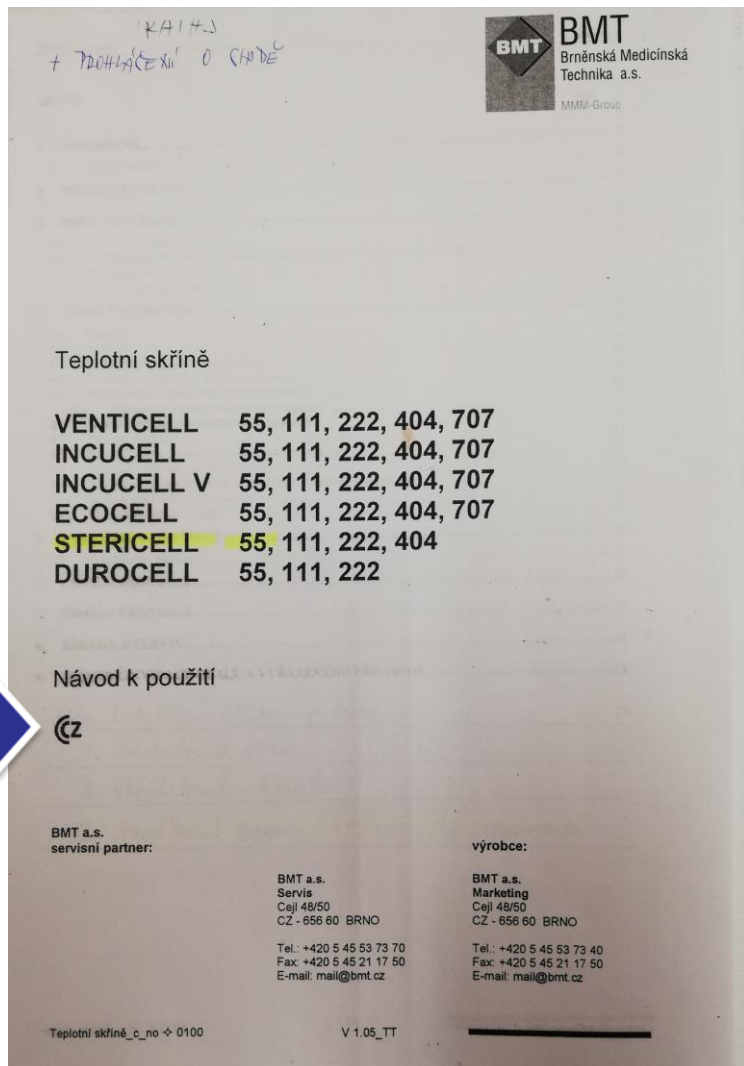 + PROHLÁŠENÍ O SHODĚ
BMT
BMT
Brněnská Medicínská
Technika a.s.
MMM-Group
Teplotní skříně
VENTICELL 55, 111, 222, 404, 707
INCUCELL 55, 111, 222, 404, 707
INCUCELL V 55, 111, 222, 404, 707
ECOCELL 55, 111, 222, 404, 707
STERICELL 55, 111, 222, 404
DUROCELL 55, 111, 222
Návod k použití
CZ
BMT a.s.
servisní partner:
BMT a.s.
Servis
Cejl 48/50
CZ - 656 60 BRNO
Tel.: +420 5 45 53 73 70
Fax: +420 5 45 21 17 50
E-mail: mail@bmt.cz
výrobce:
BMT a.s.
Marketing
Cejl 48/50
CZ - 656 60 BRNO
Tel.: +420 5 45 53 73 40
Fax: +420 5 45 21 17 50
E-mail: mail@bmt.cz
Teplotní skříně_c_no ✧ 0100 V 1.05_TT